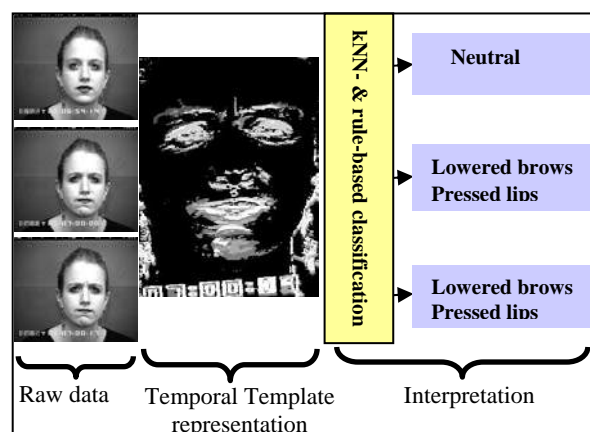 Neutral
Lowered brows
Pressed lips
Lowered brows
Pressed lips
kNN- & rule-based classification
Raw data
Temporal Template
representation
Interpretation